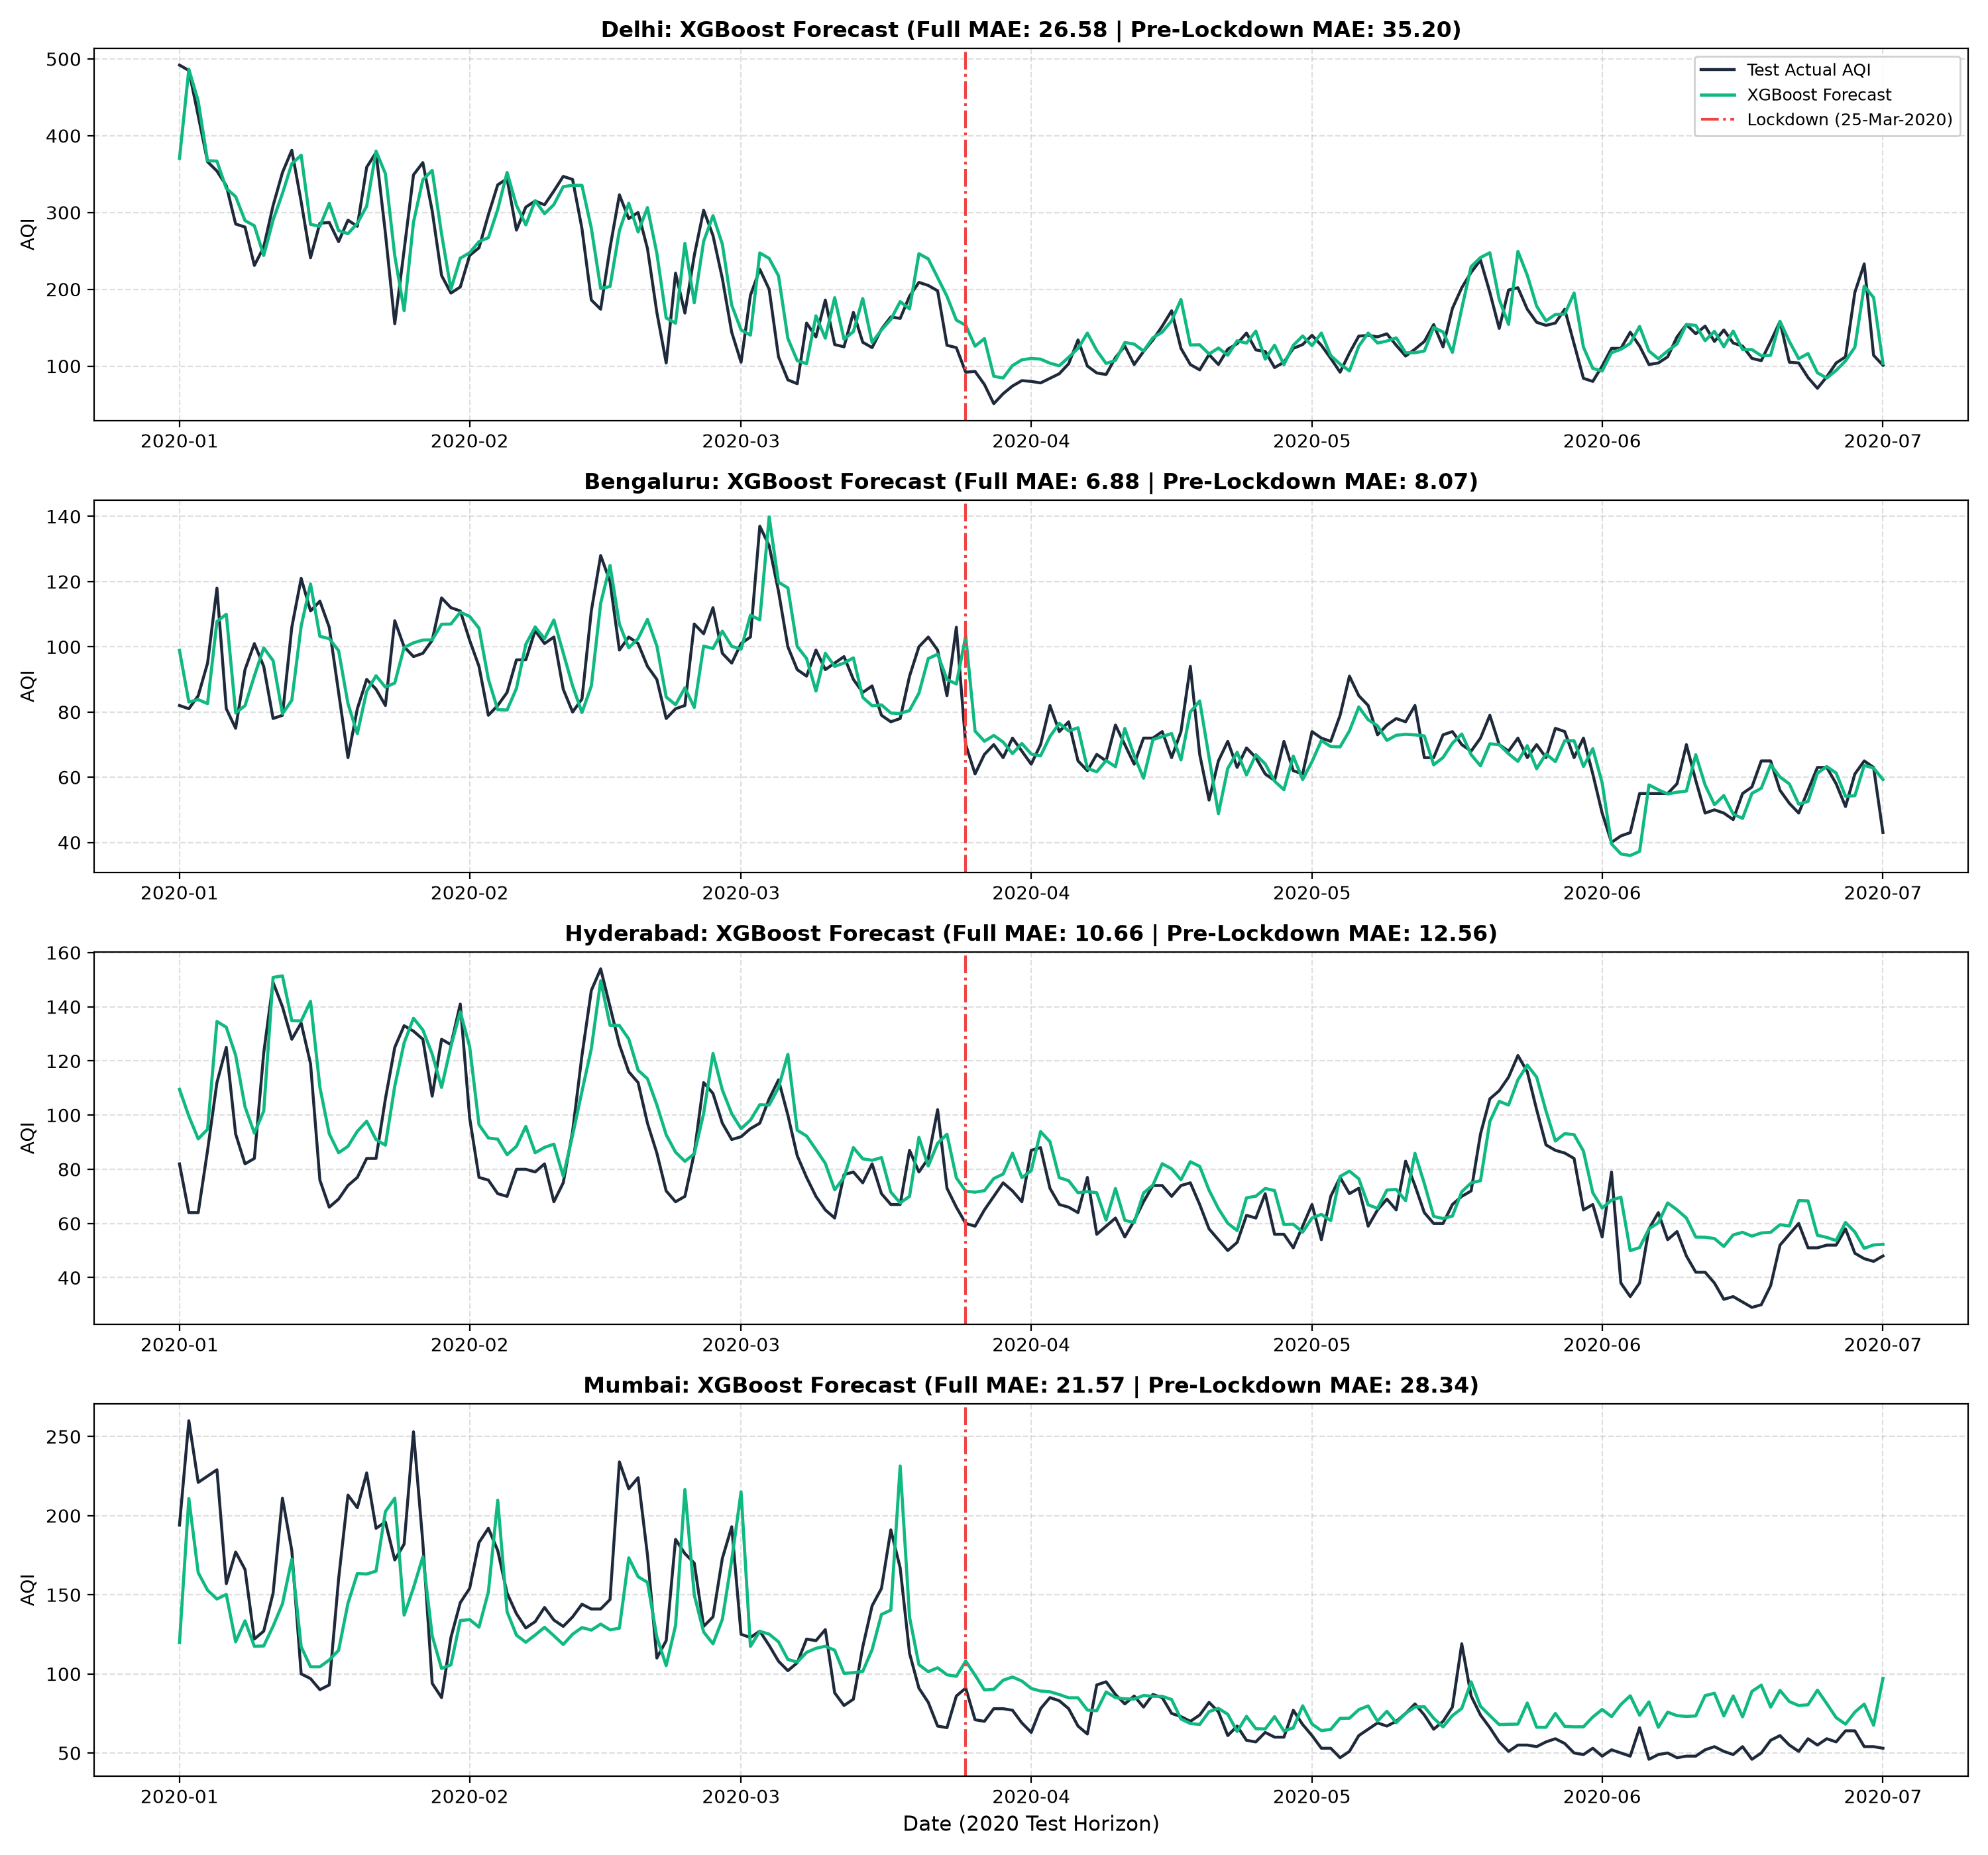 Delhi: XGBoost Forecast (Full MAE: 26.58 | Pre-Lockdown MAE: 35.20)
500
400
300
200
100
AQI
Test Actual AQI
XGBoost Forecast
Lockdown (25-Mar-2020)
2020-01 2020-02 2020-03 2020-04 2020-05 2020-06 2020-07
Bengaluru: XGBoost Forecast (Full MAE: 6.88 | Pre-Lockdown MAE: 8.07)
140
120
100
80
60
40
AQI
2020-01 2020-02 2020-03 2020-04 2020-05 2020-06 2020-07
Hyderabad: XGBoost Forecast (Full MAE: 10.66 | Pre-Lockdown MAE: 12.56)
160
140
120
100
80
60
40
AQI
2020-01 2020-02 2020-03 2020-04 2020-05 2020-06 2020-07
Mumbai: XGBoost Forecast (Full MAE: 21.57 | Pre-Lockdown MAE: 28.34)
250
200
150
100
50
AQI
2020-01 2020-02 2020-03 2020-04 2020-05 2020-06 2020-07
Date (2020 Test Horizon)